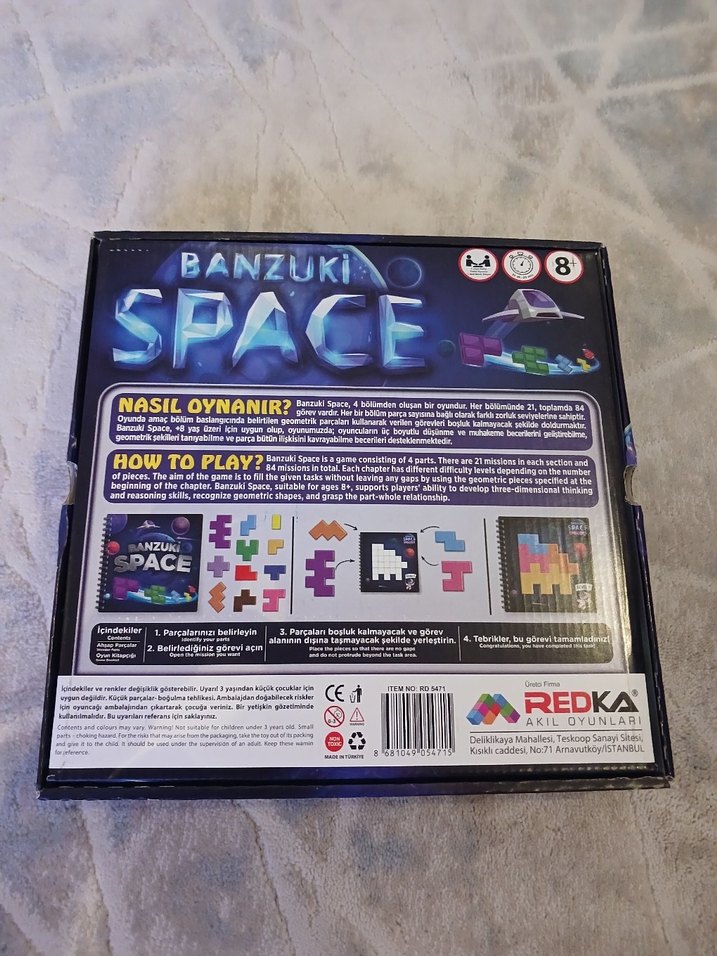 BANZUKİ
SPACE
8+
NASIL OYNANIR? Banzuki Space, 4 bölümden oluşan bir oyundur. Her bölümünde 21, toplamda 84
görev vardır. Her bir bölüm parça sayısına bağlı olarak farklı zorluk seviyelerine sahiptir.
Oyunda amaç bölüm baslangıcında belirtilen geometrik parçaları kullanarak verilen görevleri boşluk kalmayacak şekilde doldurmaktır.
Banzuki Space, +8 yaş üzeri için uygun olup, oyunumuzda; oyuncuların üç boyutlu düşünme ve muhakeme becerilerini geliştirebilme,
geometrik şekilleri tanıyabilme ve parça bütün ilişkisini kavrayabilme becerileri desteklenmektedir.
HOW TO PLAY? Banzuki Space is a game consisting of 4 parts. There are 21 missions in each section and
84 missions in total. Each chapter has different difficulty levels depending on the number
of pieces. The aim of the game is to fill the given tasks without leaving any gaps by using the geometric pieces specified at the
beginning of the chapter. Banzuki Space, suitable for ages 8+, supports players' ability to develop three-dimensional thinking
and reasoning skills, recognize geometric shapes, and grasp the part-whole relationship.
BANZUKİ
SPACE
İçindekiler
Contents
Ahşap Parçalar
Wooden Parts
Oyun Kitapçığı
Game Booklet
1. Parçalarınızı belirleyin
Identify your parts
2. Belirlediğiniz görevi açın
Open the mission you want
3. Parçaları boşluk kalmayacak ve görev
alanının dışına taşmayacak şekilde yerleştirin.
Place the pieces so that there are no gaps
and do not protrude beyond the task area.
4. Tebrikler, bu görevi tamamladınız!
Congratulations, you have completed this task!
İçindekiler ve renkler değişiklik gösterebilir. Uyarı! 3 yaşından küçük çocuklar için
uygun değildir. Küçük parçalar- boğulma tehlikesi. Ambalajdan doğabilecek riskler
için oyuncağı ambalajından çıkartarak çocuğa veriniz. Bir yetişkin gözetiminde
kullanılmalıdır. Bu uyarıları referans için saklayınız.
Contents and colours may vary. Warning! Not suitable for children under 3 years old. Small
parts - choking hazard. For the risks that may arise from the packaging, take the toy out of its packing
and give it to the child. It should be used under the supervision of an adult. Keep these warnin
for reference.
CE
0-3
NON
TOXIC
MADE IN TÜRKİYE
ITEM NO: RD 5471
8 681049 054715
Üretici Firma
REDKA®
AKIL OYUNLARI
Deliklikaya Mahallesi, Teskoop Sanayi Sitesi,
Kısıklı caddesi, No:71 Arnavutköy/İSTANBUL